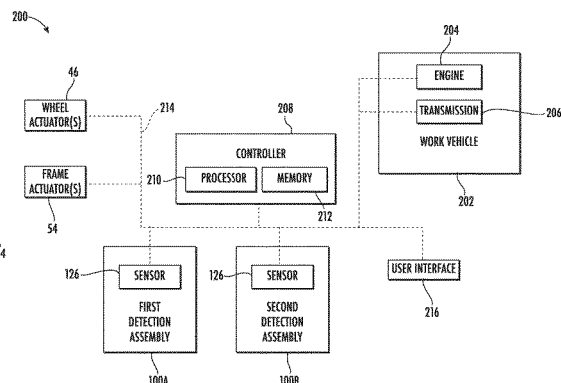 200
46
WHEEL
ACTUATOR(S)
214
204
ENGINE
TRANSMISSION
206
WORK VEHICLE
202
208
CONTROLLER
210
PROCESSOR
MEMORY
212
FRAME
ACTUATOR(S)
54
4
126
SENSOR
FIRST
DETECTION
ASSEMBLY
100A
126
SENSOR
SECOND
DETECTION
ASSEMBLY
100B
USER INTERFACE
216